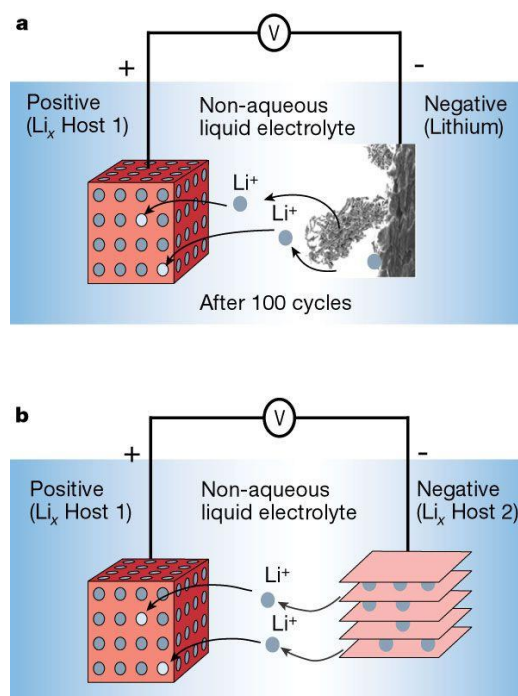 a
V
+
-
Positive
(Liₓ Host 1)
Non-aqueous
liquid electrolyte
Negative
(Lithium)
Li⁺
Li⁺
After 100 cycles
b
V
+
-
Positive
(Liₓ Host 1)
Non-aqueous
liquid electrolyte
Negative
(Liₓ Host 2)
Li⁺
Li⁺